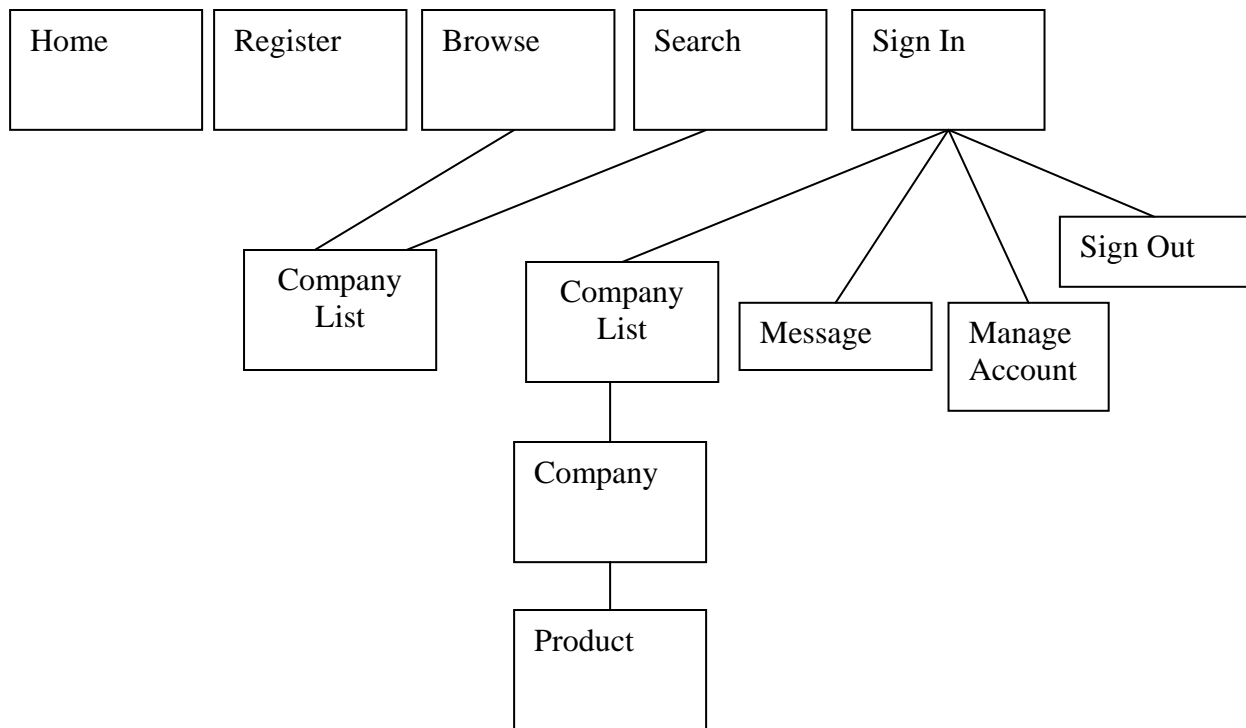 Home
Register
Browse
Search
Sign In
Sign Out
Company
List
Company
List
Message
Manage
Account
Company
Product